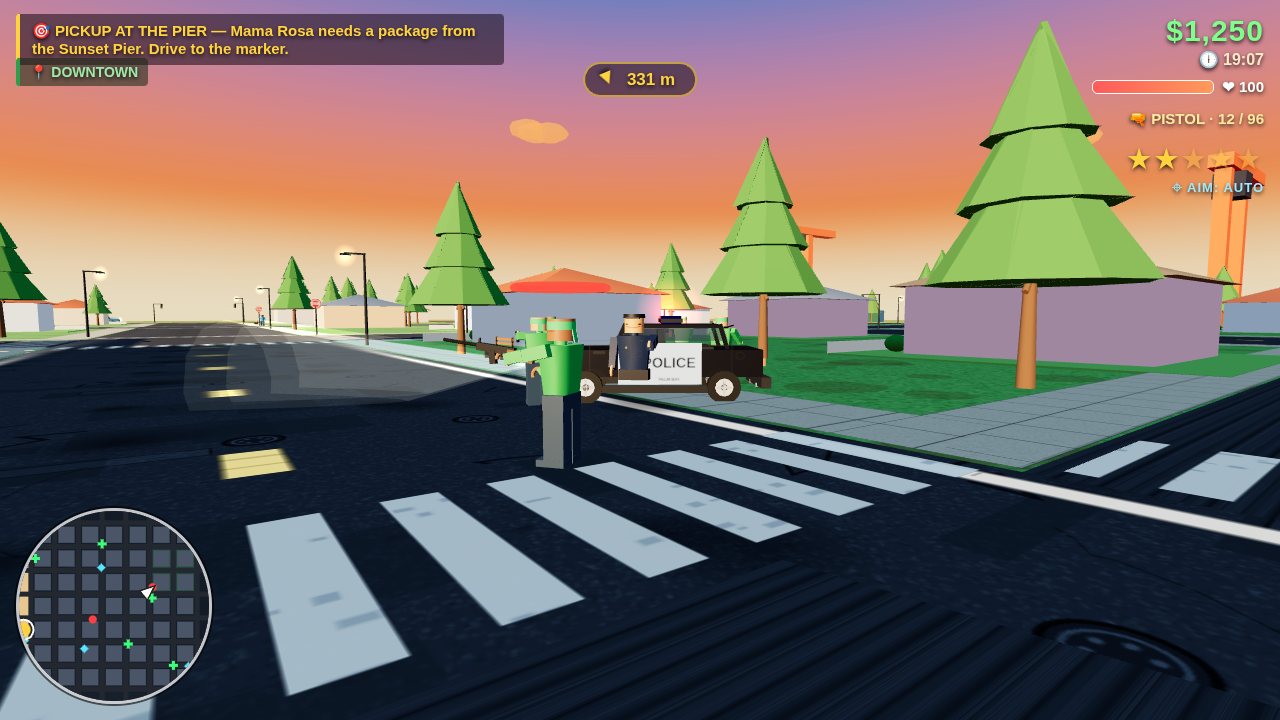 🎯 PICKUP AT THE PIER — Mama Rosa needs a package from
the Sunset Pier. Drive to the marker.
📍 DOWNTOWN
331 m
$1,250
🕖 19:07
❤ 100
🔫 PISTOL · 12 / 96
★★★★★
⌖ AIM: AUTO
POLICE